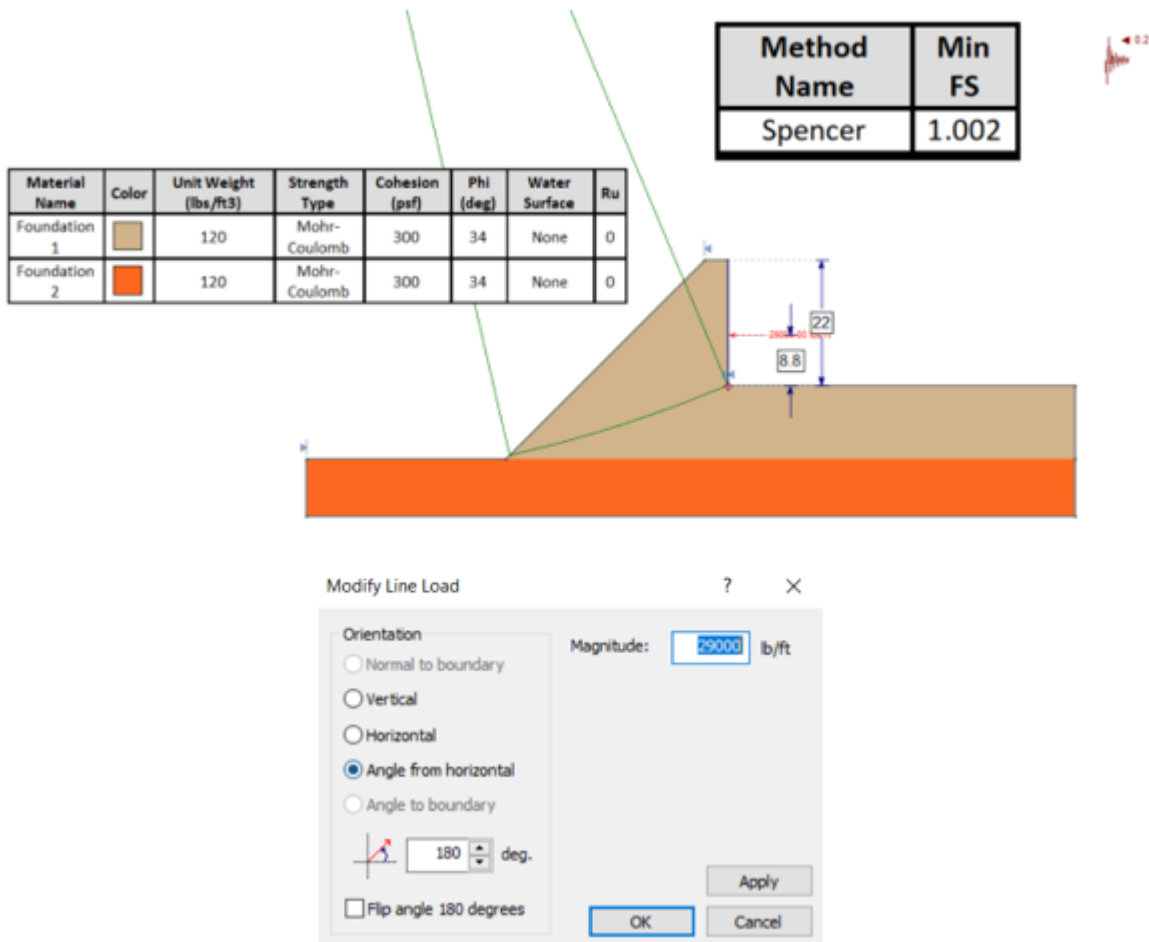 Method Name
Min FS
Spencer
1.002
0.2
Material Name
Color
Unit Weight (lbs/ft3)
Strength Type
Cohesion (psf)
Phi (deg)
Water Surface
Ru
Foundation 1
120
Mohr-Coulomb
300
34
None
0
Foundation 2
120
Mohr-Coulomb
300
34
None
0
22
8.8
Modify Line Load
?
Orientation
Magnitude:
29000
lb/ft
Normal to boundary
Vertical
Horizontal
Angle from horizontal
Angle to boundary
180
deg.
Flip angle 180 degrees
Apply
OK
Cancel